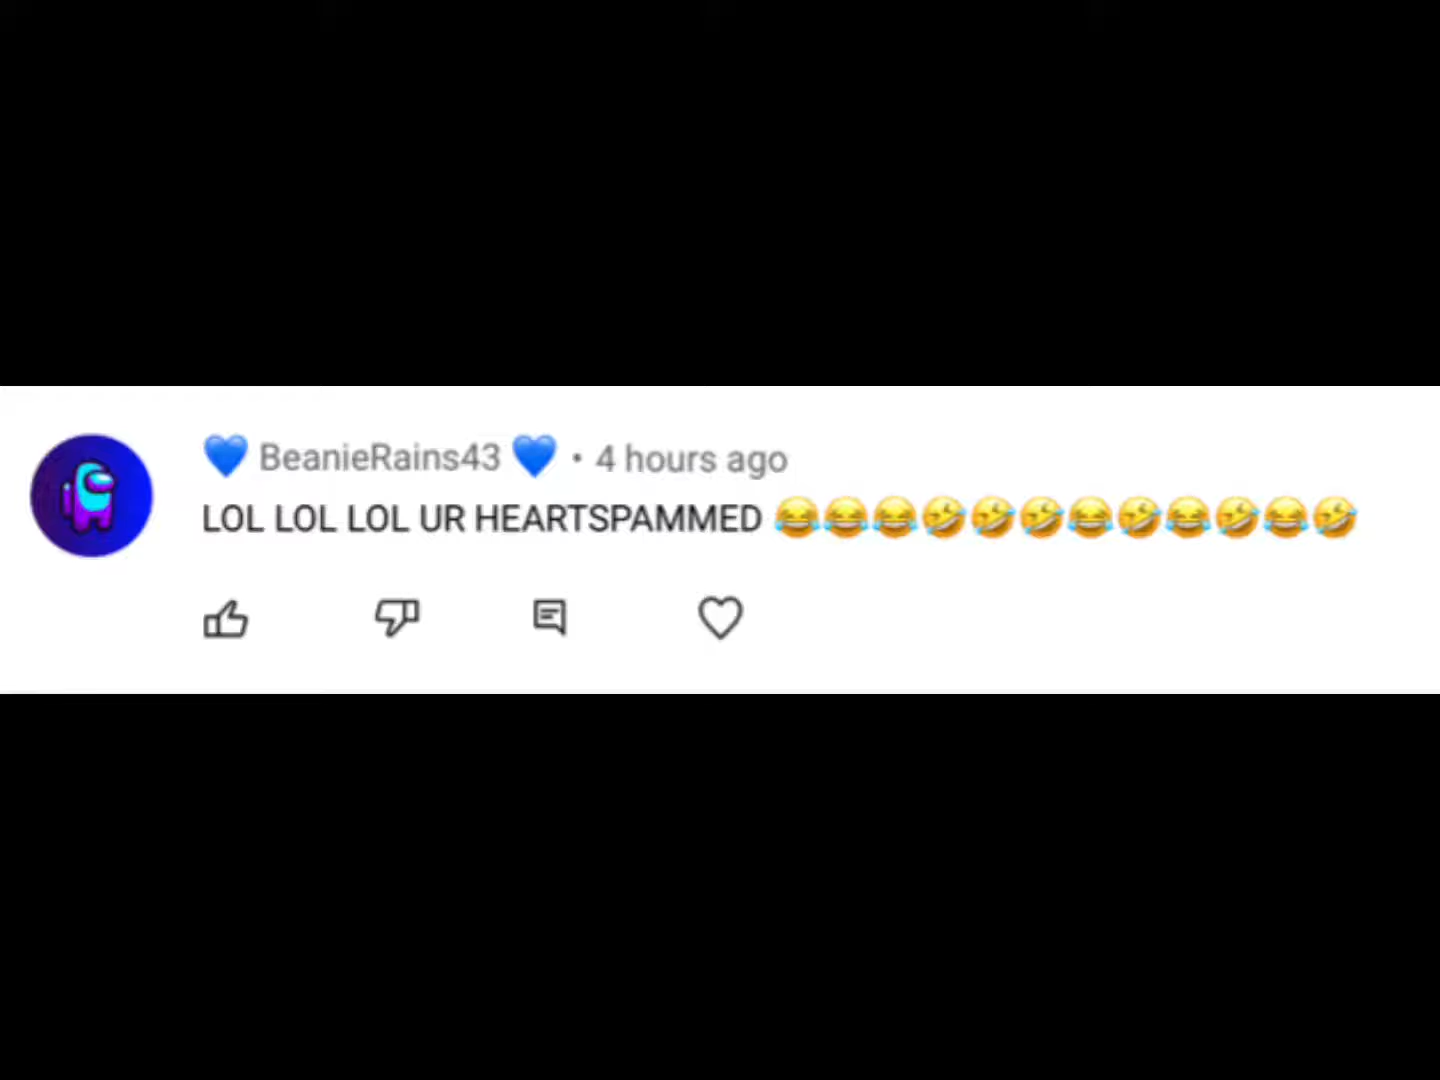 💙 BeanieRains43 💙 • 4 hours ago
LOL LOL LOL UR HEARTSPAMMED 😂😂😂🤣🤣🤣😂🤣😂🤣😂🤣